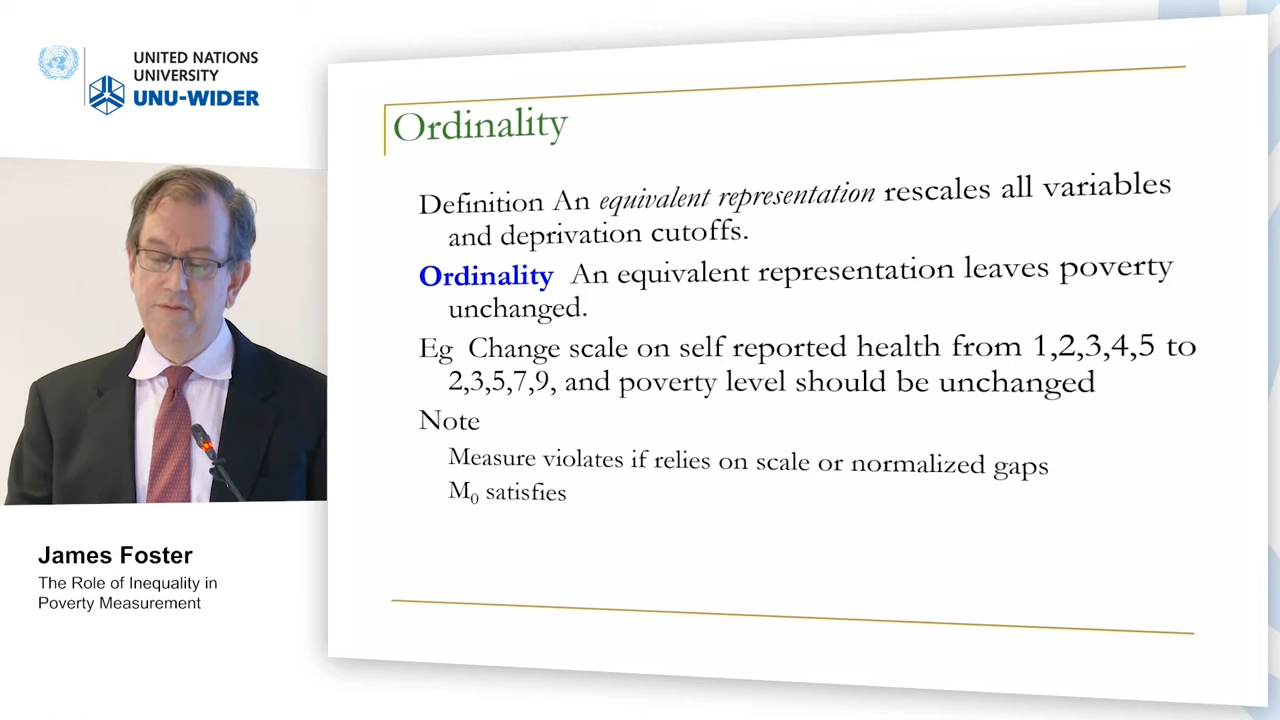 UNITED NATIONS
UNIVERSITY
UNU-WIDER
Ordinality
Definition An equivalent representation rescales all variables
and deprivation cutoffs.
Ordinality An equivalent representation leaves poverty
unchanged.
Eg Change scale on self reported health from 1,2,3,4,5 to
2,3,5,7,9, and poverty level should be unchanged
Note
Measure violates if relies on scale or normalized gaps
M₀ satisfies
James Foster
The Role of Inequality in
Poverty Measurement